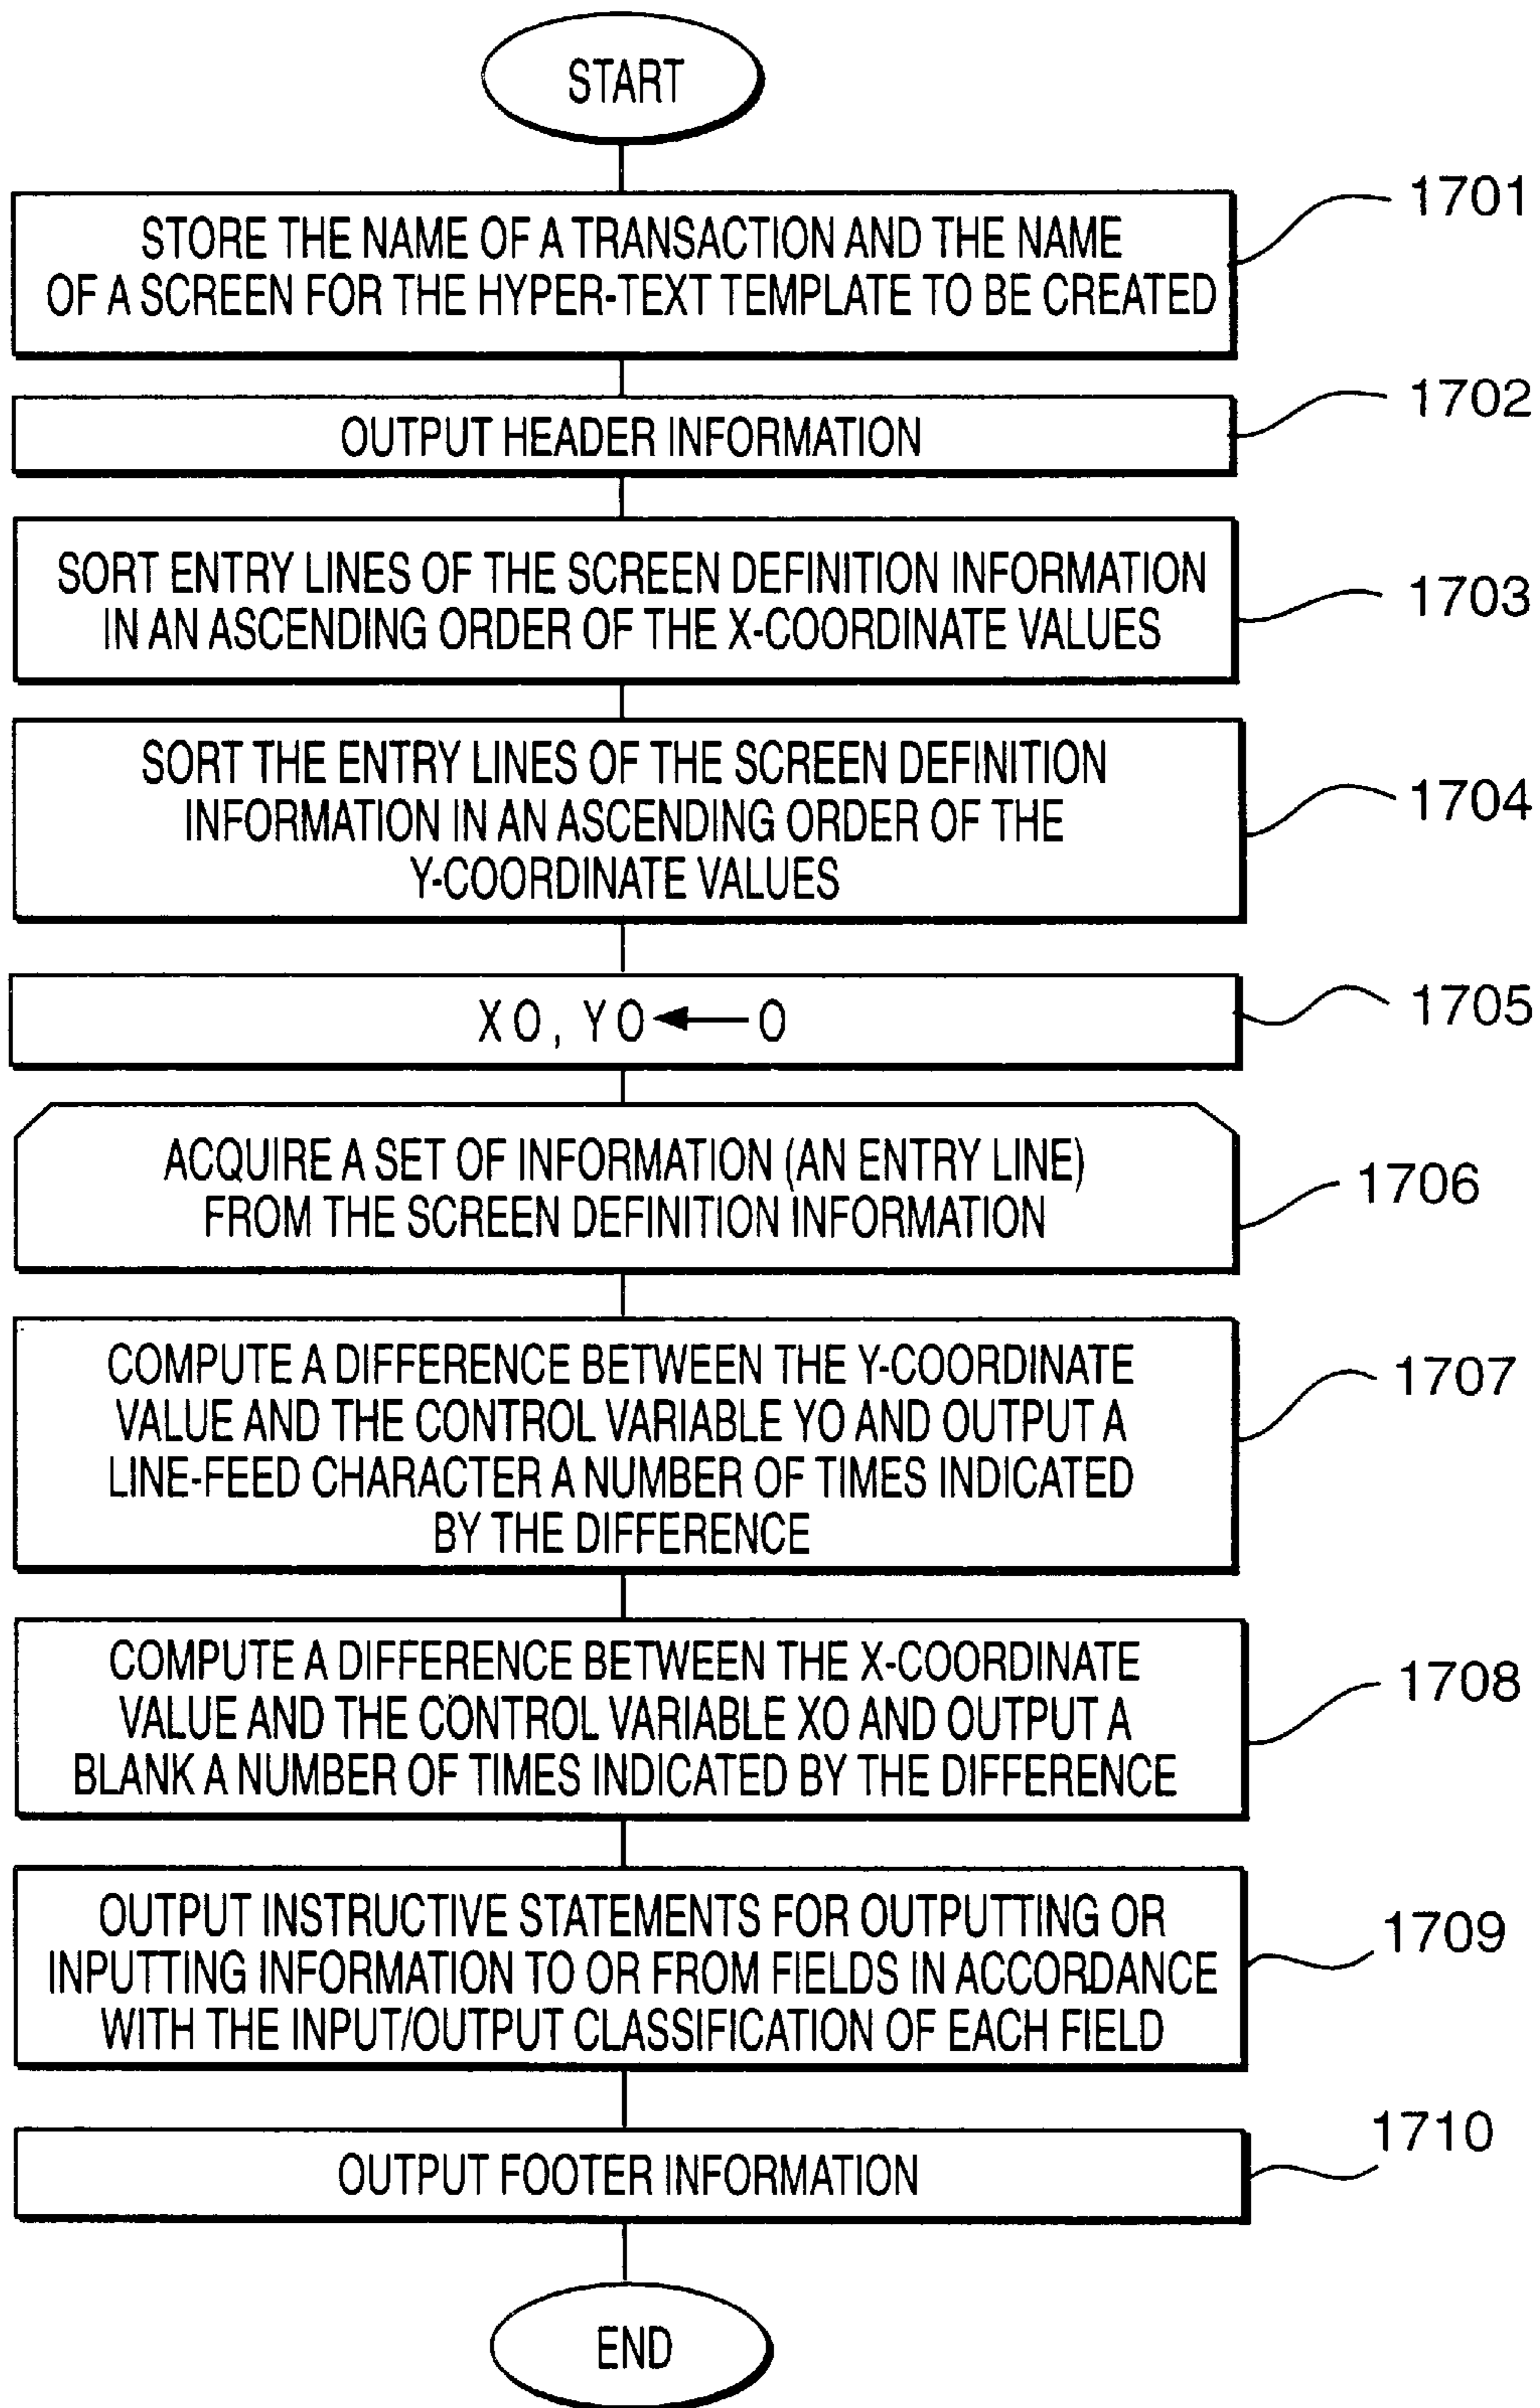 START
STORE THE NAME OF A TRANSACTION AND THE NAME
OF A SCREEN FOR THE HYPER-TEXT TEMPLATE TO BE CREATED
1701
OUTPUT HEADER INFORMATION
1702
SORT ENTRY LINES OF THE SCREEN DEFINITION INFORMATION
IN AN ASCENDING ORDER OF THE X-COORDINATE VALUES
1703
SORT THE ENTRY LINES OF THE SCREEN DEFINITION
INFORMATION IN AN ASCENDING ORDER OF THE
Y-COORDINATE VALUES
1704
XO, YO ← O
1705
ACQUIRE A SET OF INFORMATION (AN ENTRY LINE)
FROM THE SCREEN DEFINITION INFORMATION
1706
COMPUTE A DIFFERENCE BETWEEN THE Y-COORDINATE
VALUE AND THE CONTROL VARIABLE YO AND OUTPUT A
LINE-FEED CHARACTER A NUMBER OF TIMES INDICATED
BY THE DIFFERENCE
1707
COMPUTE A DIFFERENCE BETWEEN THE X-COORDINATE
VALUE AND THE CONTROL VARIABLE XO AND OUTPUT A
BLANK A NUMBER OF TIMES INDICATED BY THE DIFFERENCE
1708
OUTPUT INSTRUCTIVE STATEMENTS FOR OUTPUTTING OR
INPUTTING INFORMATION TO OR FROM FIELDS IN ACCORDANCE
WITH THE INPUT/OUTPUT CLASSIFICATION OF EACH FIELD
1709
OUTPUT FOOTER INFORMATION
1710
END